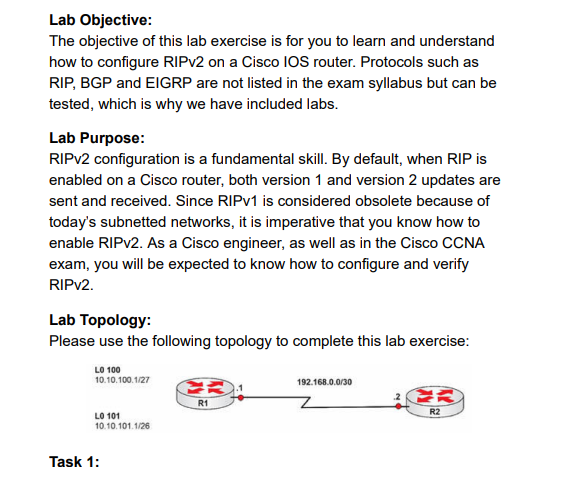 Lab Objective:
The objective of this lab exercise is for you to learn and understand
how to configure RIPv2 on a Cisco IOS router. Protocols such as
RIP, BGP and EIGRP are not listed in the exam syllabus but can be
tested, which is why we have included labs.
Lab Purpose:
RIPv2 configuration is a fundamental skill. By default, when RIP is
enabled on a Cisco router, both version 1 and version 2 updates are
sent and received. Since RIPv1 is considered obsolete because of
today's subnetted networks, it is imperative that you know how to
enable RIPv2. As a Cisco engineer, as well as in the Cisco CCNA
exam, you will be expected to know how to configure and verify
RIPv2.
Lab Topology:
Please use the following topology to complete this lab exercise:
L0 100
10.10.100.1/27
R1
.1
192.168.0.0/30
.2
R2
L0 101
10.10.101.1/26
Task 1: